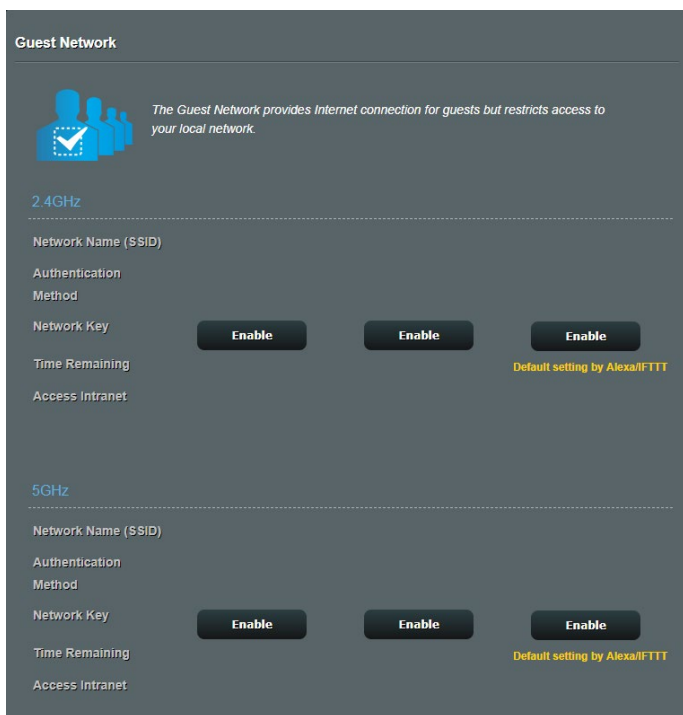 Guest Network
The Guest Network provides Internet connection for guests but restricts access to
your local network.
2.4GHz
Network Name (SSID)
Authentication
Method
Network Key
Enable Enable Enable
Time Remaining
Default setting by Alexa/IFTTT
Access Intranet
5GHz
Network Name (SSID)
Authentication
Method
Network Key
Enable Enable Enable
Time Remaining
Default setting by Alexa/IFTTT
Access Intranet